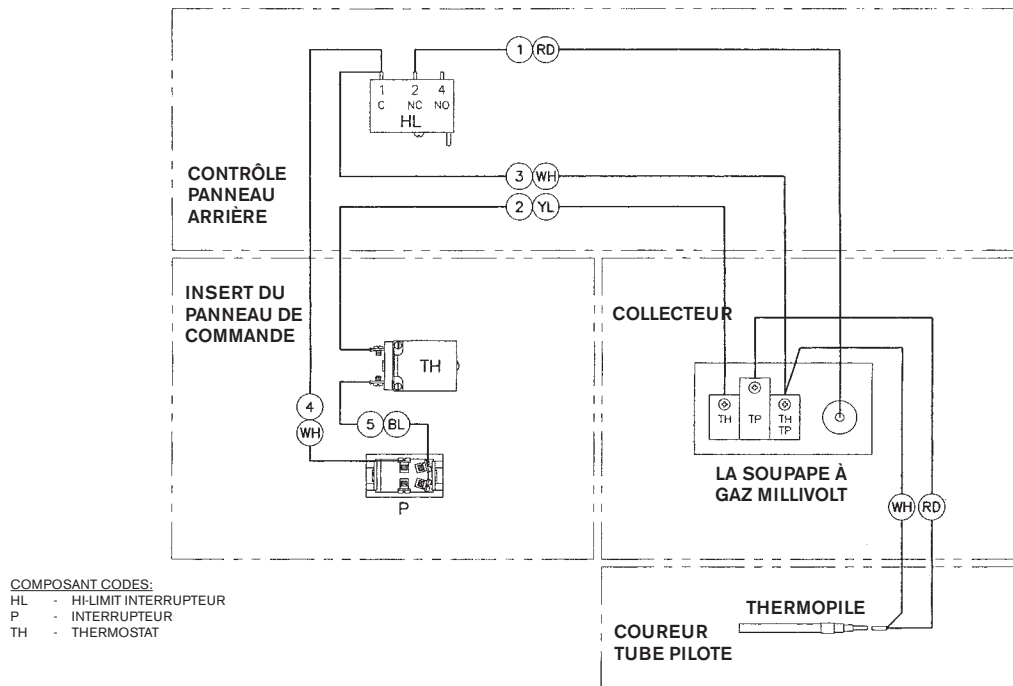 1 RD
1 2 4
C NC NO
HL
3 WH
CONTRÔLE
PANNEAU
ARRIÈRE
2 YL
INSERT DU
PANNEAU DE
COMMANDE
COLLECTEUR
TH
TH TP TH
TP
4
WH
5 BL
LA SOUPAPE À
GAZ MILLIVOLT
P
WH RD
COMPOSANT CODES:
HL - HI-LIMIT INTERRUPTEUR
P - INTERRUPTEUR
TH - THERMOSTAT
THERMOPILE
COUREUR
TUBE PILOTE